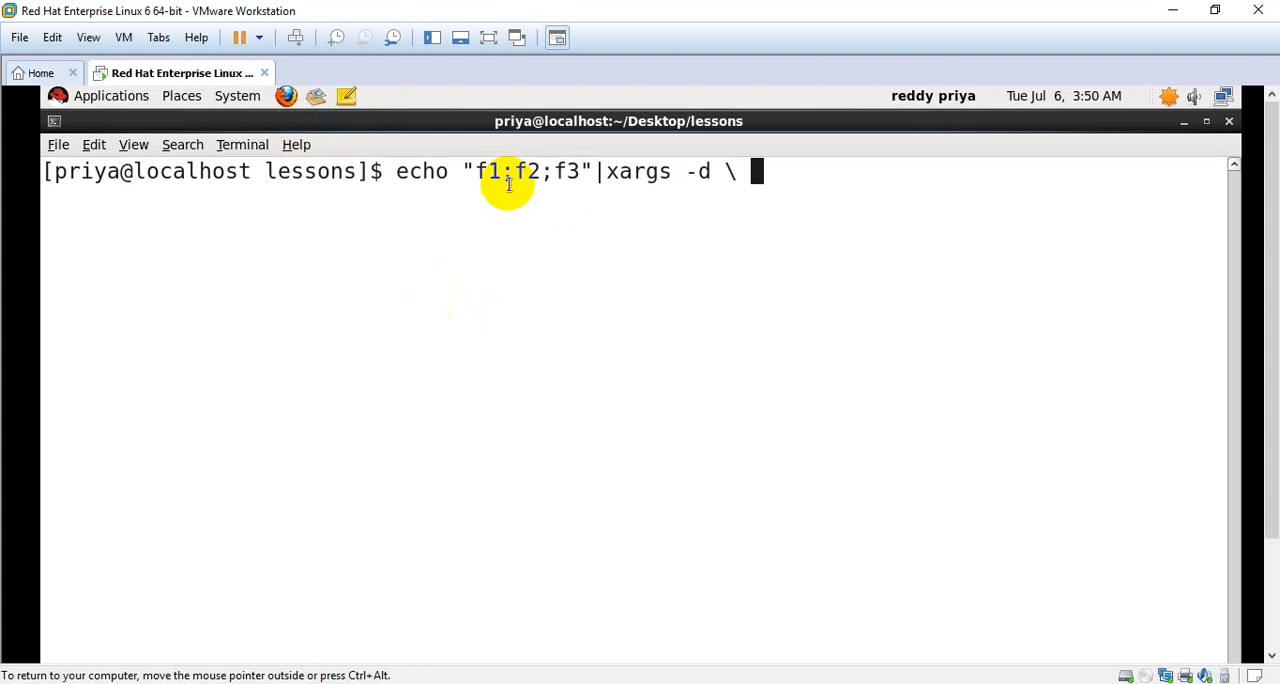 Red Hat Enterprise Linux 6 64-bit - VMware Workstation
File Edit View VM Tabs Help
Home Red Hat Enterprise Linux ...
Applications Places System reddy priya Tue Jul 6, 3:50 AM
priya@localhost:~/Desktop/lessons
File Edit View Search Terminal Help
[priya@localhost lessons]$ echo "f1;f2;f3"|xargs -d \
To return to your computer, move the mouse pointer outside or press Ctrl+Alt.